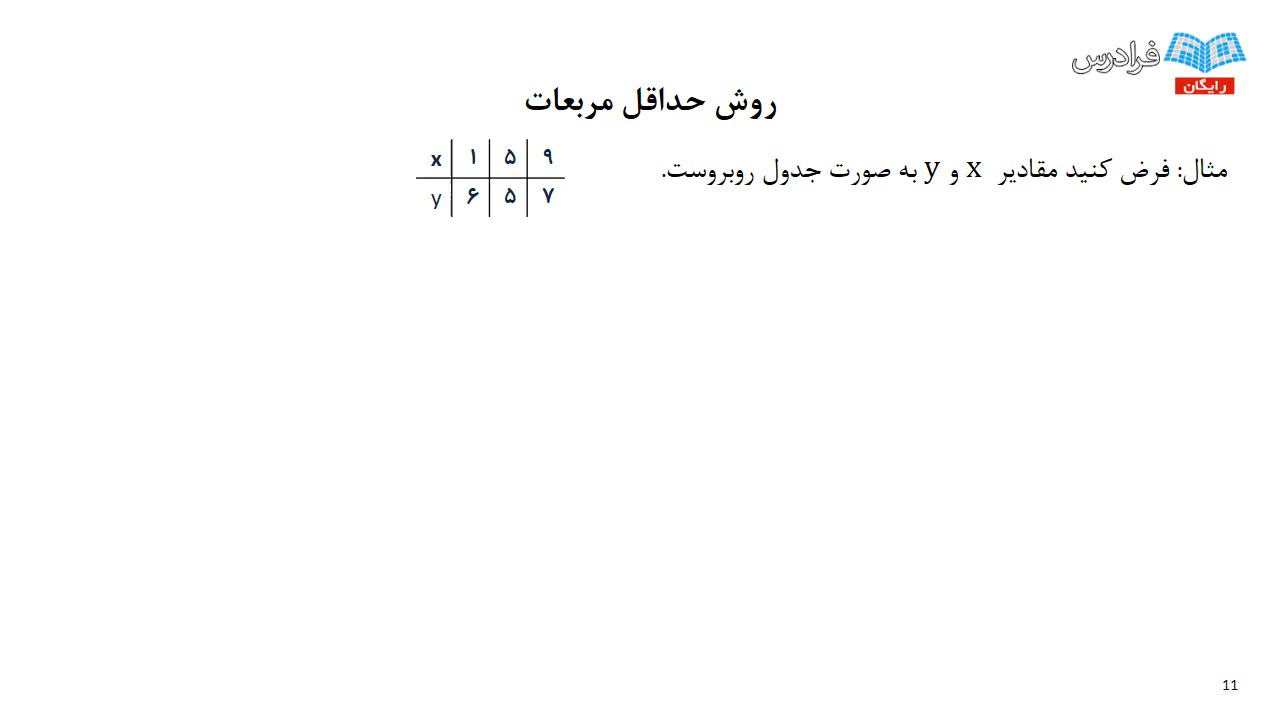 فرادرس
رایگان
روش حداقل مربعات
مثال: فرض کنید مقادیر x و y به صورت جدول روبروست.
x ۱ ۵ ۹
y ۶ ۵ ۷
11